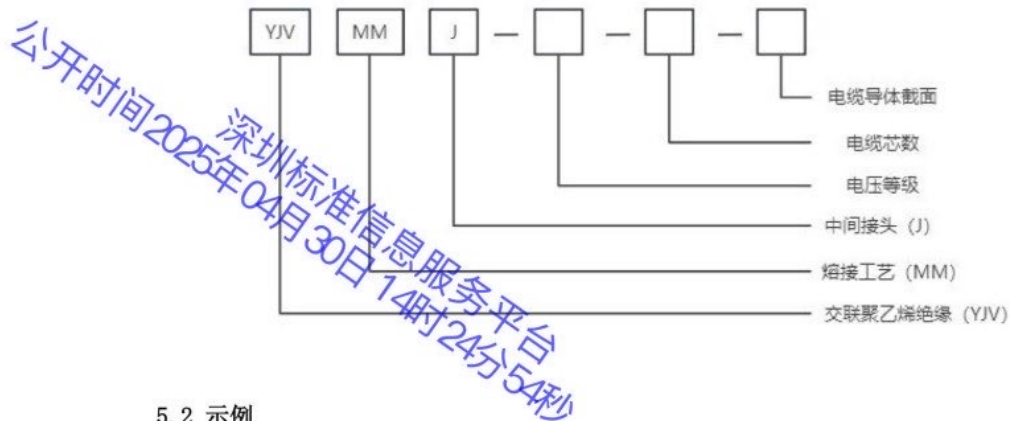 YJV MM J — — —
电缆导体截面
电缆芯数
电压等级
中间接头 (J)
熔接工艺 (MM)
交联聚乙烯绝缘 (YJV)
深圳标准信息服务平台
公开时间2025年04月30日 14时24分54秒
5.2 示例